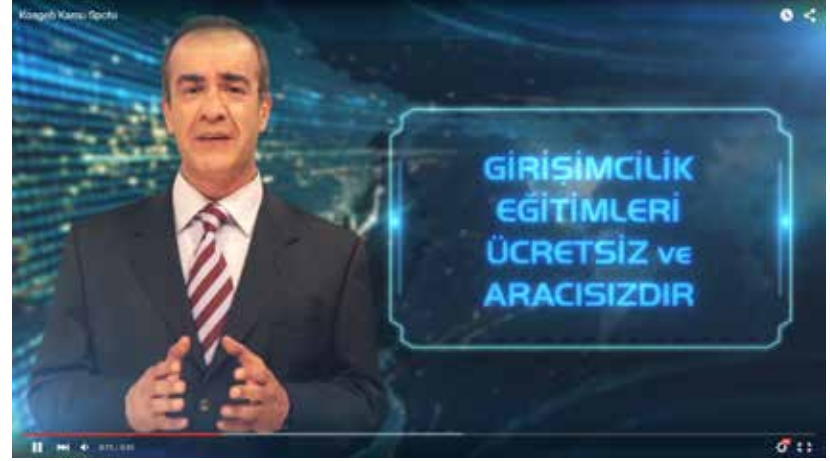 Kosgeb Kamu Spotu
GİRİŞİMCİLİK
EĞİTİMLERİ
ÜCRETSİZ ve
ARACISIZDIR